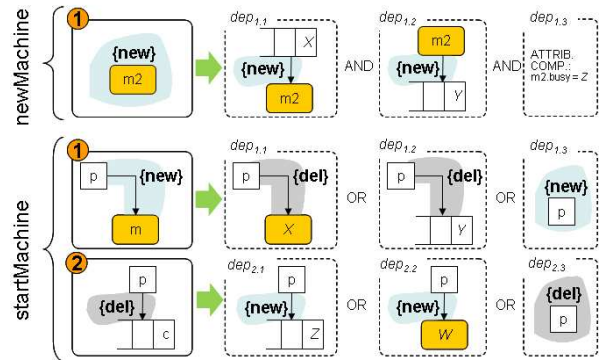 newMachine
1
{new}
m2
dep1.1
X
{new}
m2
AND
dep1.2
m2
{new}
Y
AND
dep1.3
ATTRIB.
COMP.:
m2.busy = Z
startMachine
1
p
{new}
m
dep1.1
p
{del}
X
OR
dep1.2
p
{del}
Y
OR
dep1.3
{new}
p
2
p
{del}
c
dep2.1
p
{new}
Z
OR
dep2.2
p
{new}
W
OR
dep2.3
{del}
p